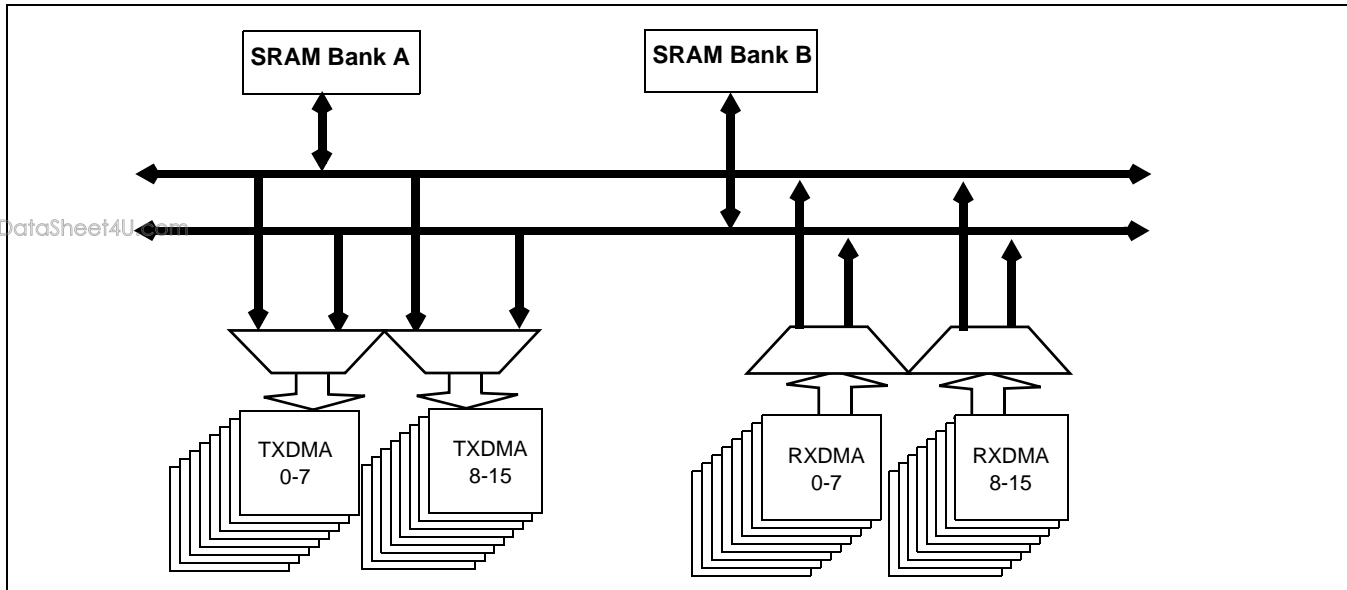 SRAM Bank A
SRAM Bank B
DataSheet4U.com
TXDMA
0-7
TXDMA
8-15
RXDMA
0-7
RXDMA
8-15